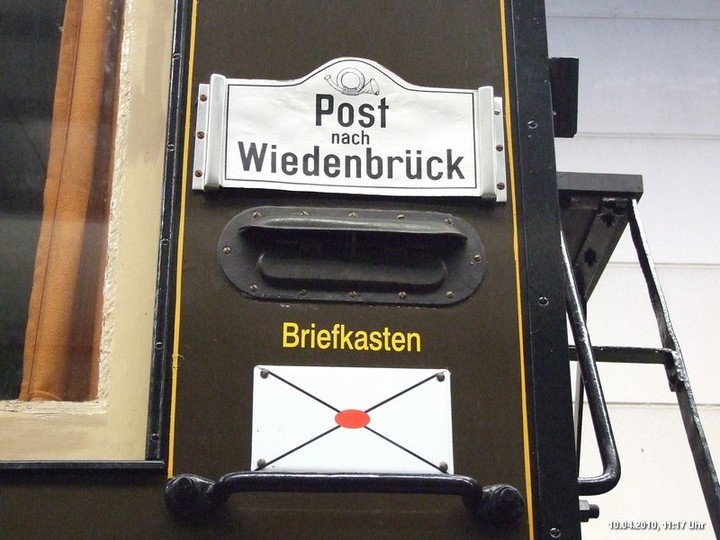 Post
nach
Wiedenbrück
Briefkasten
10.04.2010, 11:17 Uhr